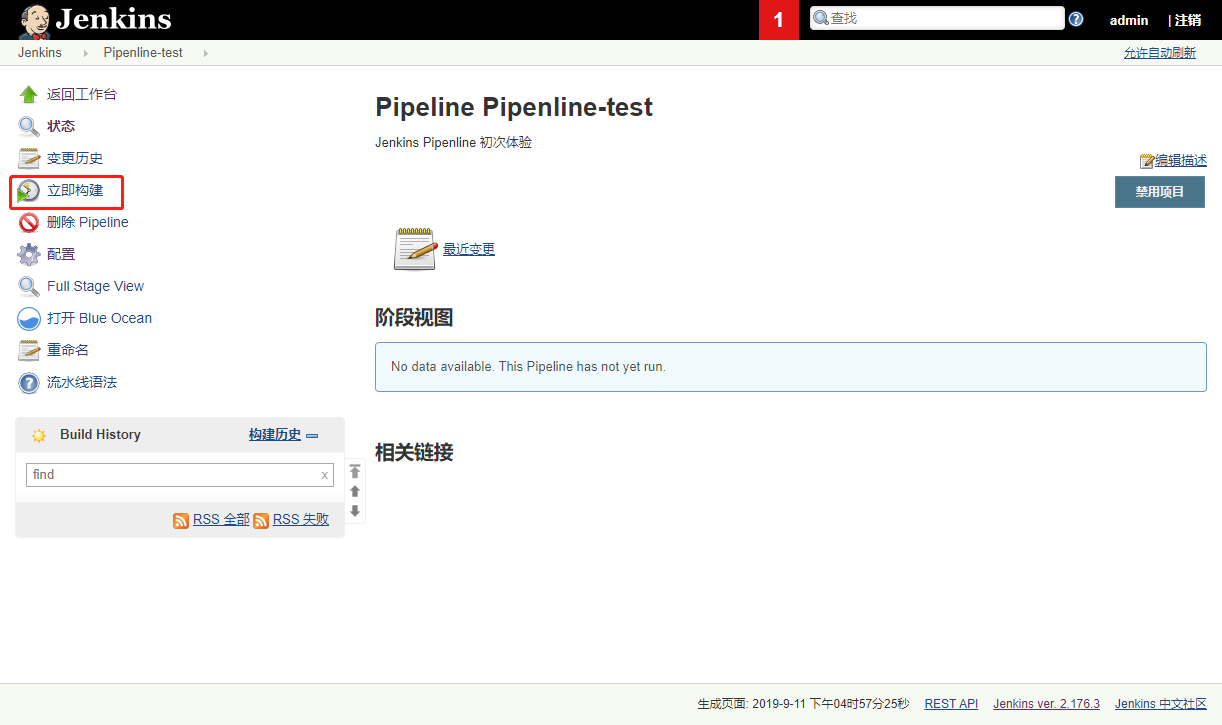 Jenkins
1
查找
admin
| 注销
Jenkins
Pipenline-test
允许自动刷新
返回工作台
状态
变更历史
立即构建
删除 Pipeline
配置
Full Stage View
打开 Blue Ocean
重命名
流水线语法
Build History
构建历史
find
x
RSS 全部
RSS 失败
Pipeline Pipenline-test
Jenkins Pipenline 初次体验
编辑描述
禁用项目
最近变更
阶段视图
No data available. This Pipeline has not yet run.
相关链接
生成页面: 2019-9-11 下午04时57分25秒 REST API Jenkins ver. 2.176.3 Jenkins 中文社区